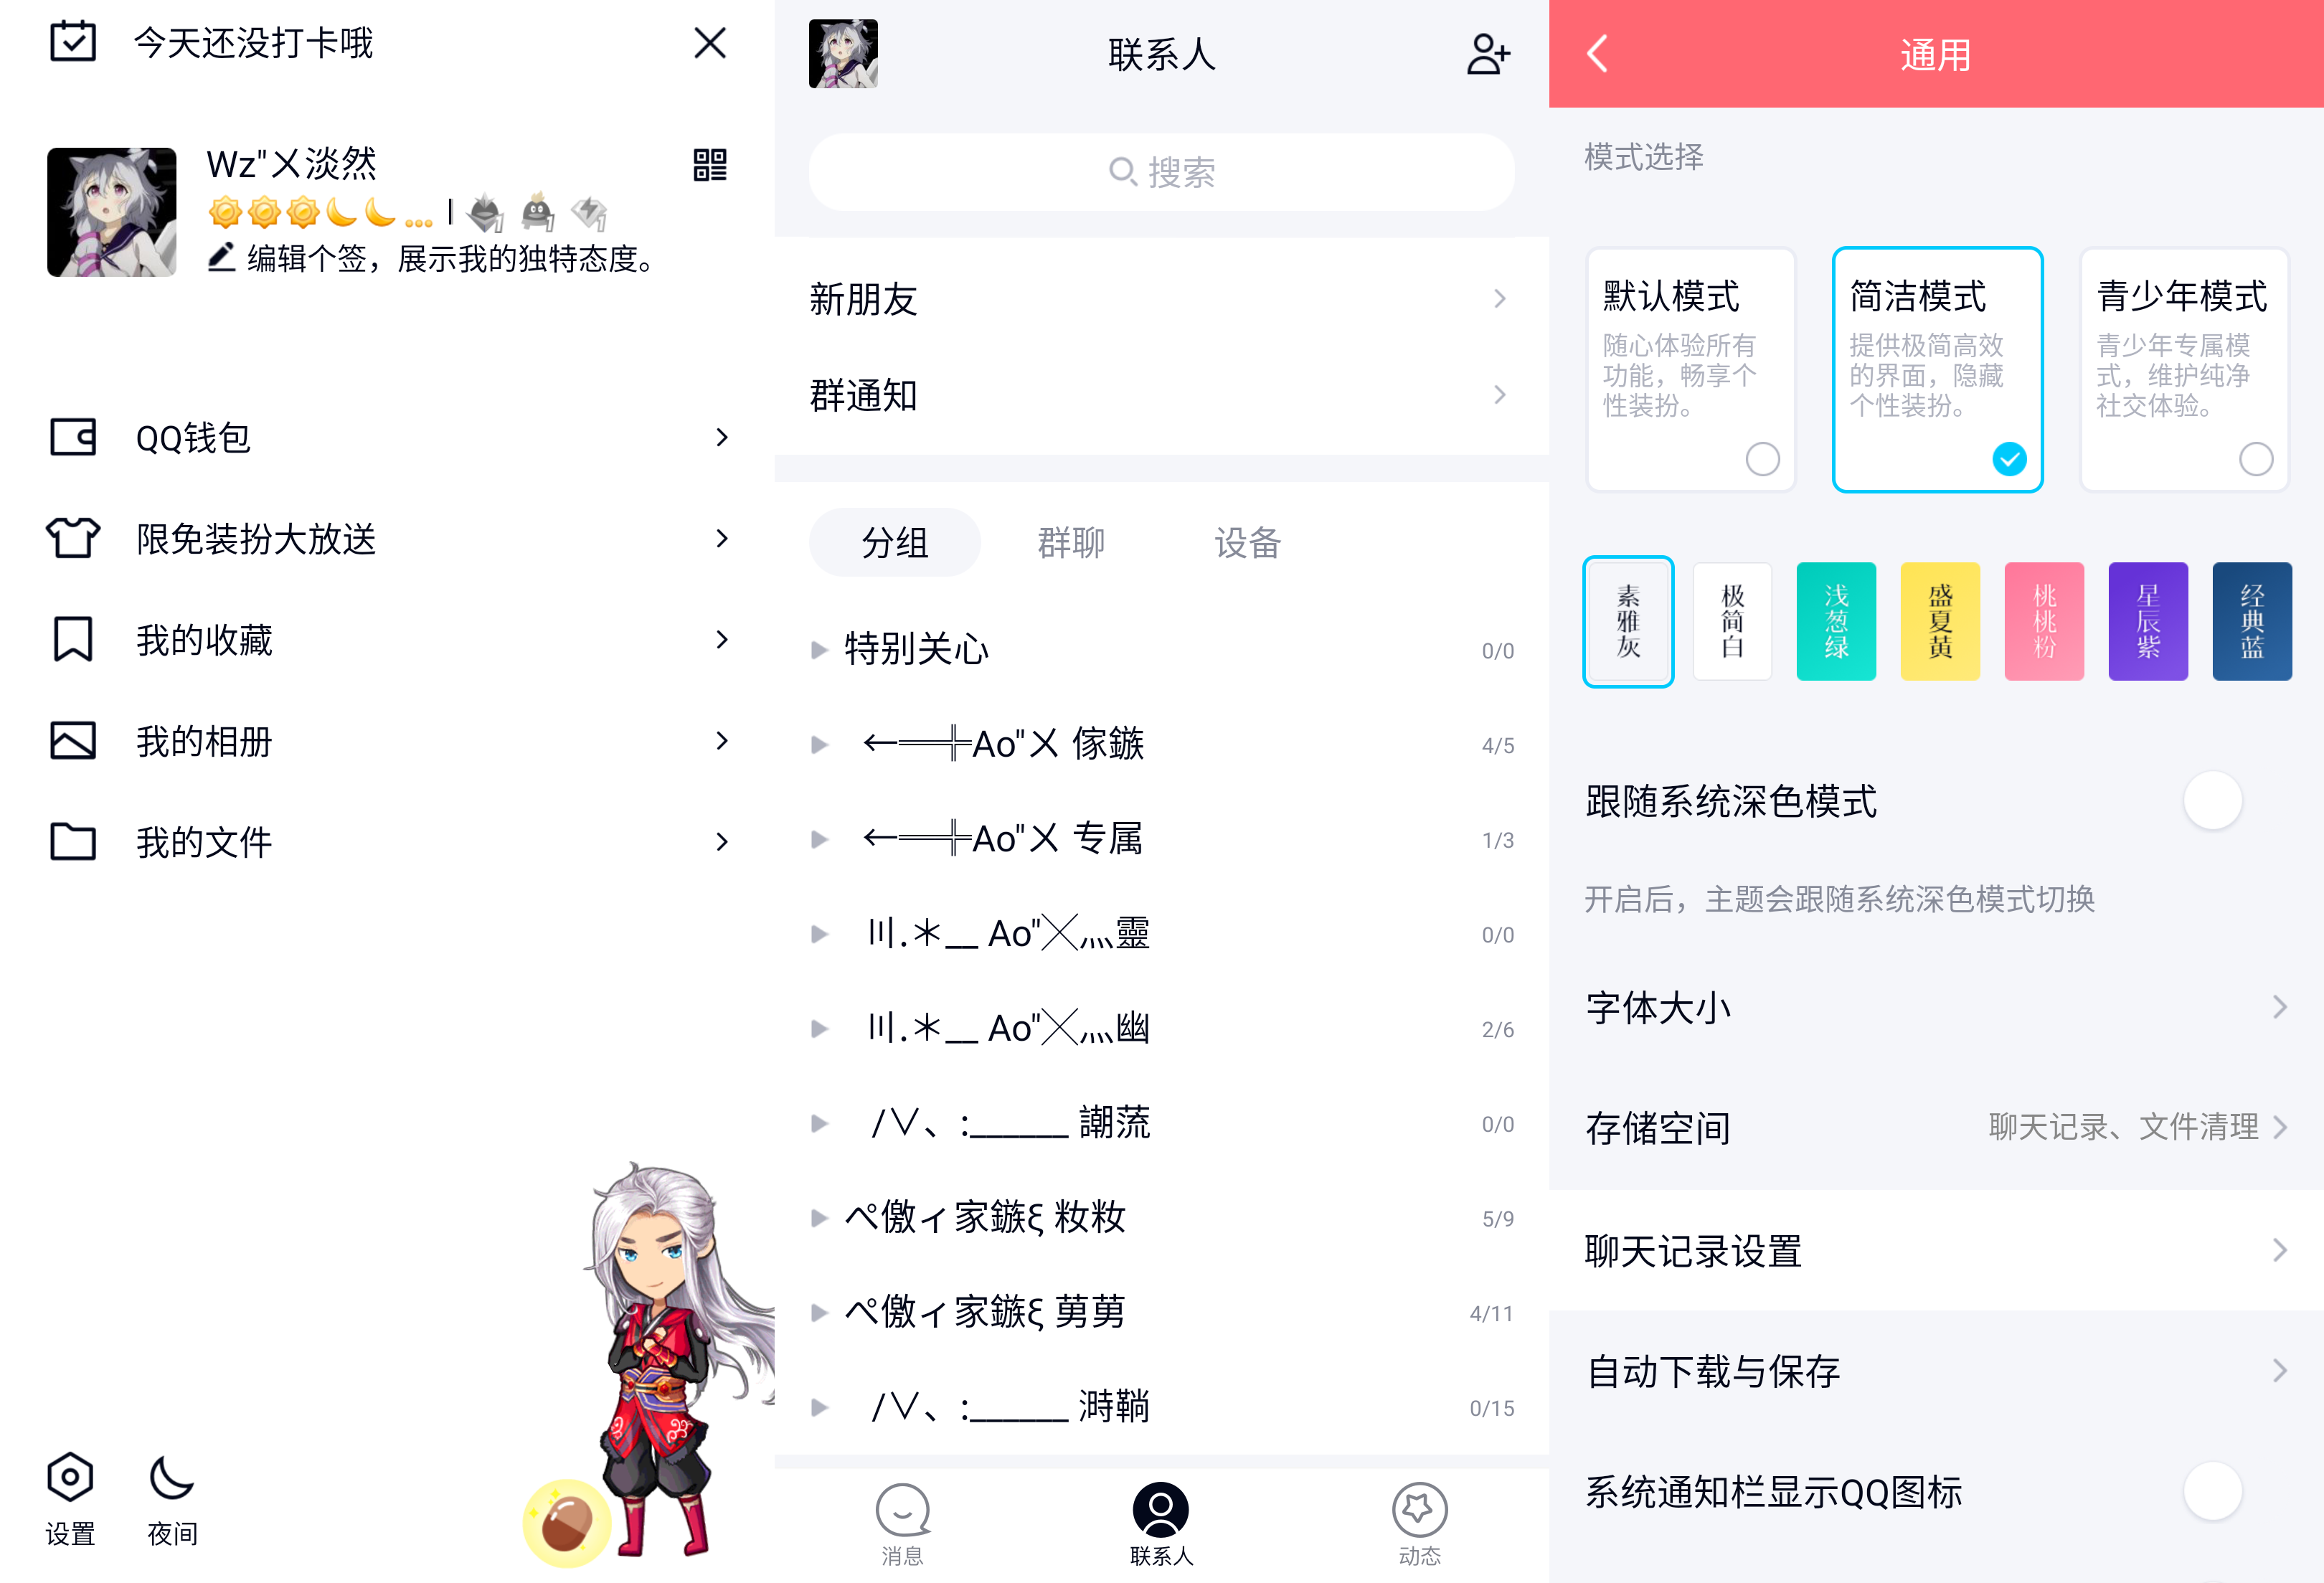 今天还没打卡哦
Wz"乂淡然
编辑个签，展示我的独特态度。
QQ钱包
限免装扮大放送
我的收藏
我的相册
我的文件
设置
夜间
联系人
搜索
新朋友
群通知
分组 群聊 设备
特别关心 0/0
←══╬Ao"乂 傢鏃 4/5
←══╬Ao"乂 专属 1/3
〣.＊__ Ao"╳灬靈 0/0
〣.＊__ Ao"╳灬幽 2/6
/╲╱、:______ 謿蓅 0/0
ぺ傲ィ家鏃ξ 籹籹 5/9
ぺ傲ィ家鏃ξ 莮莮 4/11
/╲╱、:______ 溡鞝 0/15
消息
联系人
动态
通用
模式选择
默认模式
随心体验所有
功能，畅享个
性装扮。
简洁模式
提供极简高效
的界面，隐藏
个性装扮。
青少年模式
青少年专属模
式，维护纯净
社交体验。
素雅灰
极简白
浅葱绿
盛夏黄
桃桃粉
星辰紫
经典蓝
跟随系统深色模式
开启后，主题会跟随系统深色模式切换
字体大小
存储空间 聊天记录、文件清理
聊天记录设置
自动下载与保存
系统通知栏显示QQ图标